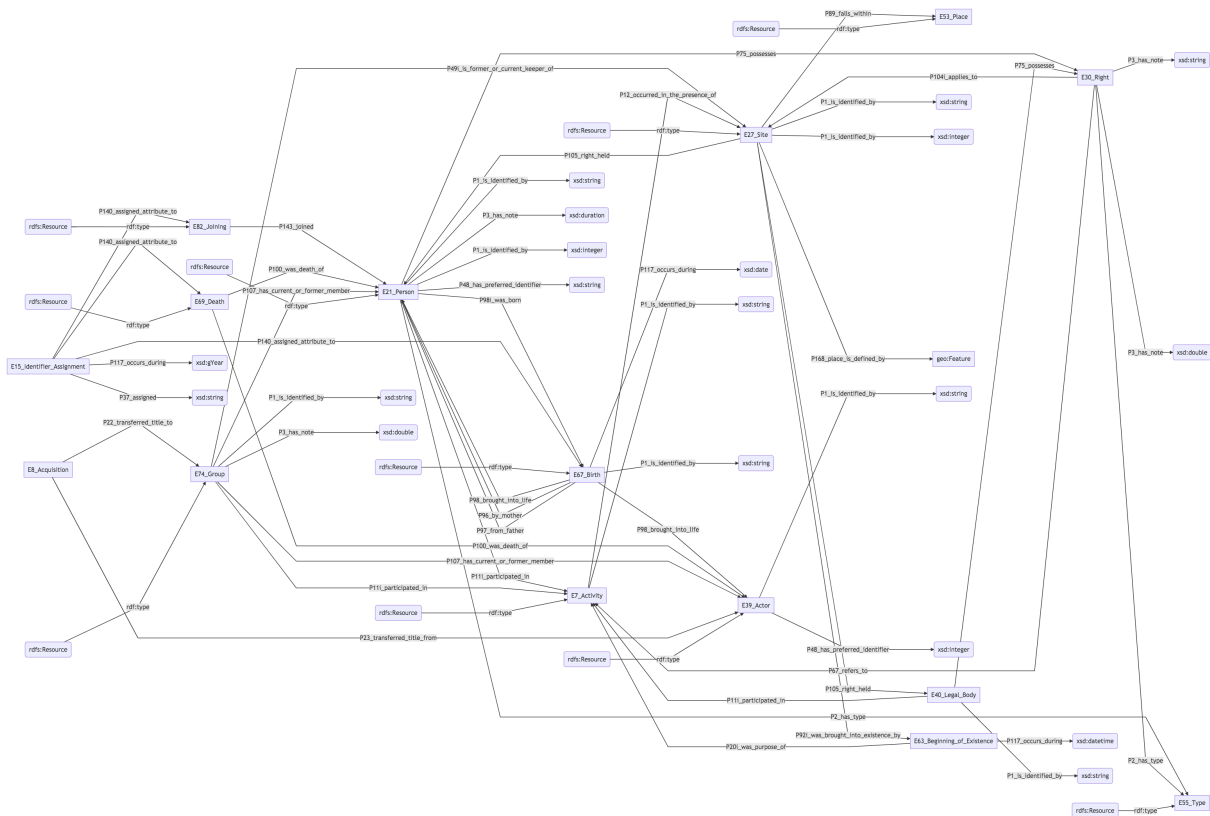 P89_falls_within
E53_Place
rdfs:Resource
rdf:type
P75_possesses
P3_has_note
xsd:string
P49i_is_former_or_current_keeper_of
P75_possesses
E30_Right
P104i_applies_to
P12_occurred_in_the_presence_of
P1_is_identified_by
xsd:string
rdfs:Resource
rdf:type
E27_Site
P1_is_identified_by
xsd:integer
P105_right_held
P1_is_identified_by
xsd:string
P140_assigned_attribute_to
P3_has_note
xsd:duration
rdfs:Resource
rdf:type
E82_Joining
P143_joined
P140_assigned_attribute_to
P1_is_identified_by
xsd:integer
rdfs:Resource
P100_was_death_of
P117_occurs_during
xsd:date
P48_has_preferred_identifier
xsd:string
P107_has_current_or_former_member
E21_Person
rdfs:Resource
E69_Death
rdf:type
P98i_was_born
P1_is_identified_by
xsd:string
rdf:type
P140_assigned_attribute_to
E15_Identifier_Assignment
P117_occurs_during
xsd:gYear
P168_place_is_defined_by
geo:Feature
P3_has_note
xsd:double
P37_assigned
xsd:string
P1_is_identified_by
xsd:string
P1_is_identified_by
xsd:string
P22_transferred_title_to
P3_has_note
xsd:double
E8_Acquisition
E74_Group
rdfs:Resource
rdf:type
E67_Birth
P1_is_identified_by
xsd:string
P98_brought_into_life
P96_by_mother
P97_from_father
P98_brought_into_life
P100_was_death_of
P107_has_current_or_former_member
P11i_participated_in
P11i_participated_in
E7_Activity
rdf:type
rdfs:Resource
rdf:type
E39_Actor
P23_transferred_title_from
rdfs:Resource
rdfs:Resource
rdf:type
P48_has_preferred_identifier
xsd:integer
P67_refers_to
P105_right_held
E40_Legal_Body
P11i_participated_in
P2_has_type
P92i_was_brought_into_existence_by
E63_Beginning_of_Existence
P117_occurs_during
xsd:datetime
P20i_was_purpose_of
P2_has_type
P1_is_identified_by
xsd:string
E55_Type
rdfs:Resource
rdf:type